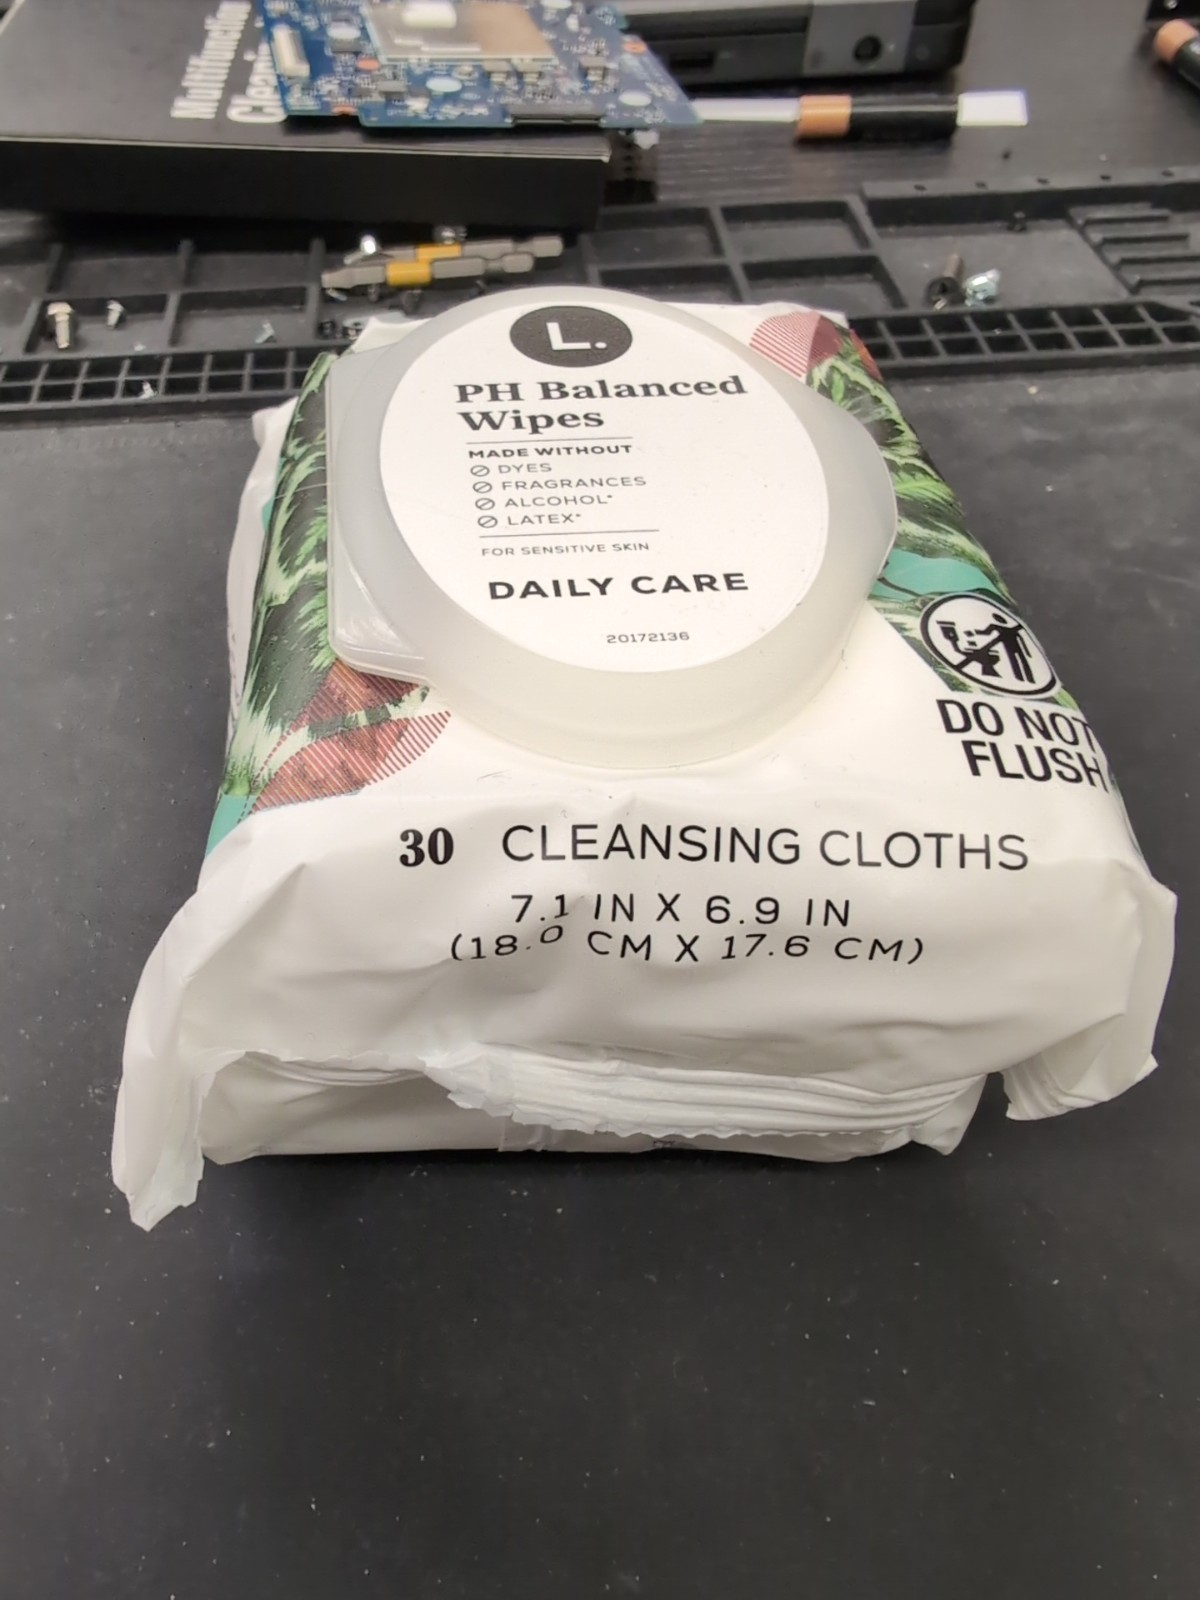 Multifunction
L.
PH Balanced
Wipes
MADE WITHOUT
DYES
FRAGRANCES
ALCOHOL*
LATEX*
FOR SENSITIVE SKIN
DAILY CARE
20172136
DO NOT
FLUSH
30 CLEANSING CLOTHS
7.1 IN X 6.9 IN
(18.0 CM X 17.6 CM)